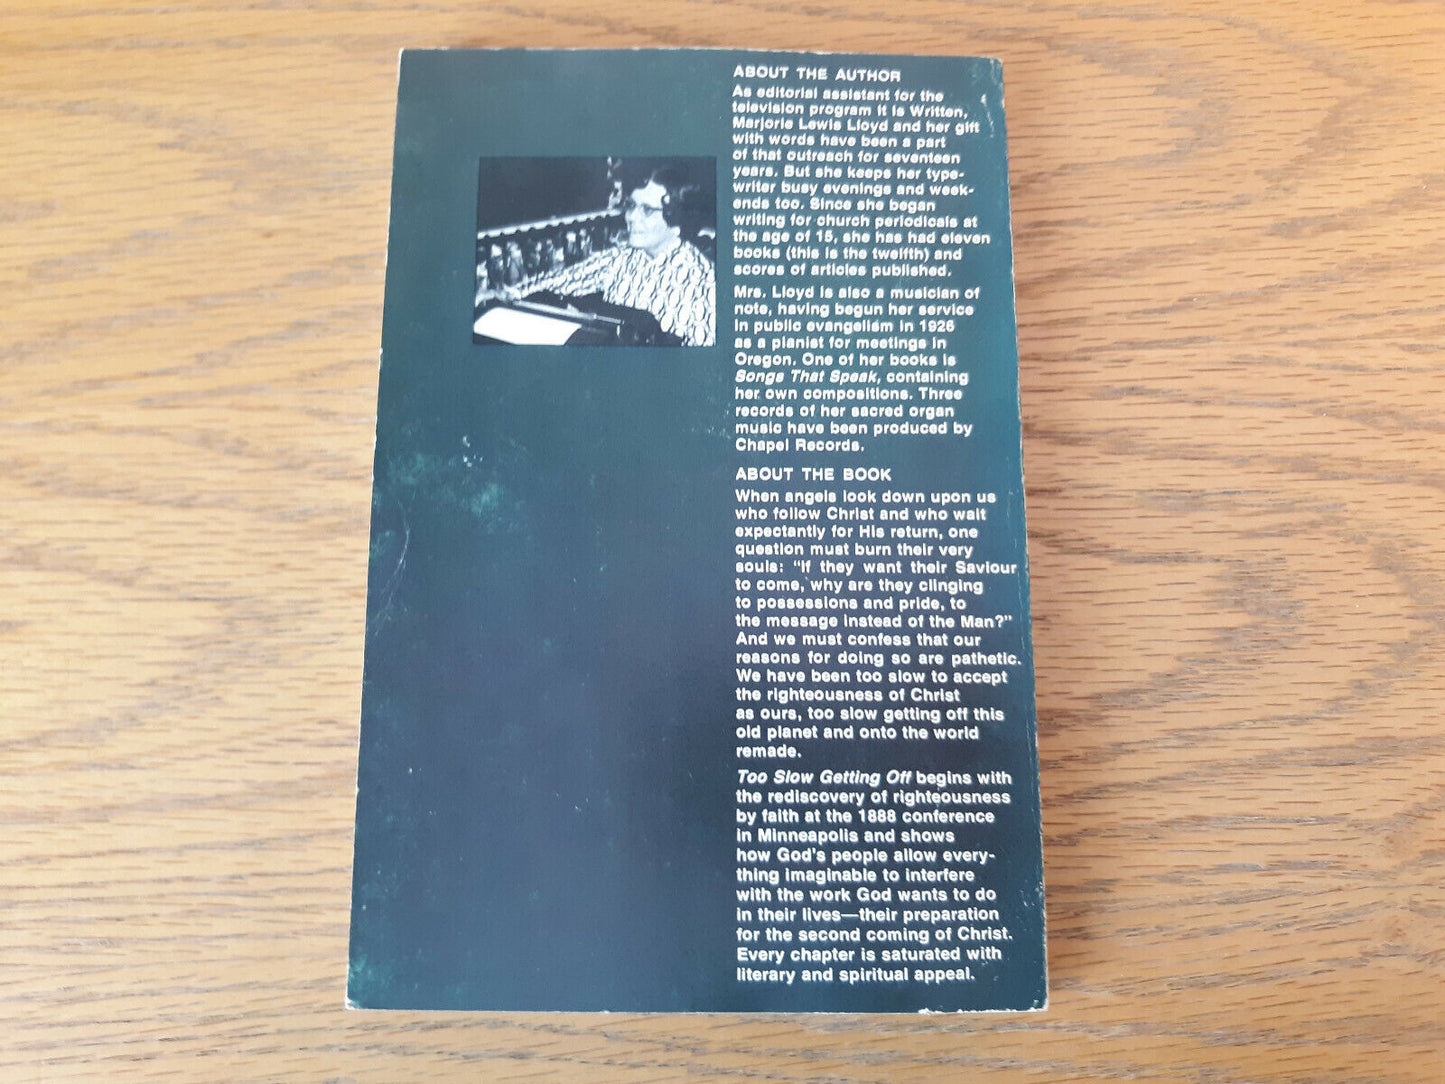 ABOUT THE AUTHOR
As editorial assistant for the
television program It Is Written,
Marjorie Lewis Lloyd and her gift
with words have been a part
of that outreach for seventeen
years. But she keeps her type-
writer busy evenings and week-
ends too. Since she began
writing for church periodicals at
the age of 15, she has had eleven
books (this is the twelfth) and
scores of articles published.
Mrs. Lloyd is also a musician of
note, having begun her service
in public evangelism in 1926
as a pianist for meetings in
Oregon. One of her books is
Songs That Speak, containing
her own compositions. Three
records of her sacred organ
music have been produced by
Chapel Records.
ABOUT THE BOOK
When angels look down upon us
who follow Christ and who wait
expectantly for His return, one
question must burn their very
souls: "If they want their Saviour
to come, why are they clinging
to possessions and pride, to
the message instead of the Man?"
And we must confess that our
reasons for doing so are pathetic.
We have been too slow to accept
the righteousness of Christ
as ours, too slow getting off this
old planet and onto the world
remade.
Too Slow Getting Off begins with
the rediscovery of righteousness
by faith at the 1888 conference
in Minneapolis and shows
how God's people allow every-
thing imaginable to interfere
with the work God wants to do
in their lives—their preparation
for the second coming of Christ.
Every chapter is saturated with
literary and spiritual appeal.